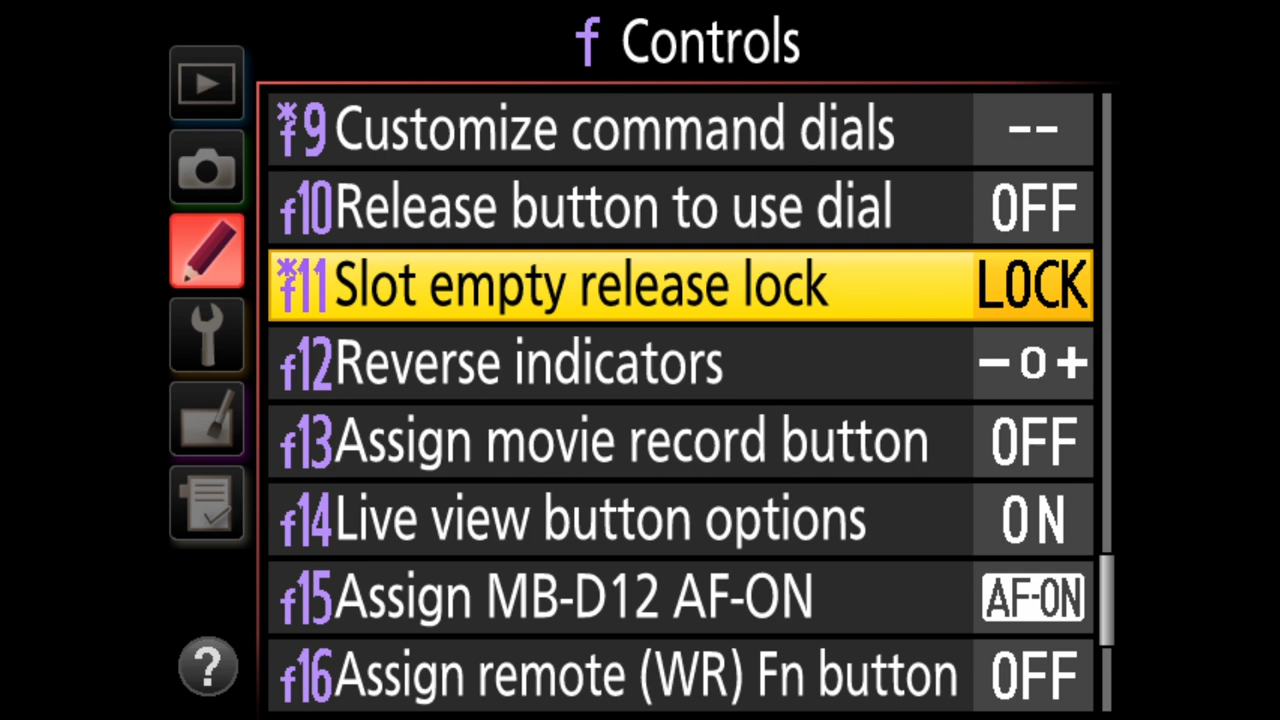 f Controls
*f9 Customize command dials --
f10 Release button to use dial OFF
*f11 Slot empty release lock LOCK
f12 Reverse indicators −o+
f13 Assign movie record button OFF
f14 Live view button options ON
f15 Assign MB-D12 AF-ON AF-ON
f16 Assign remote (WR) Fn button OFF
?